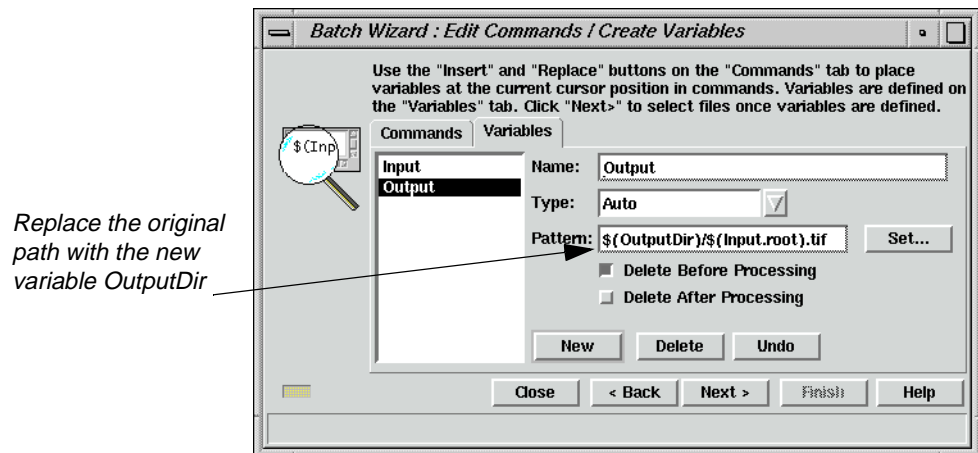 Batch Wizard : Edit Commands / Create Variables
Use the "Insert" and "Replace" buttons on the "Commands" tab to place
variables at the current cursor position in commands. Variables are defined on
the "Variables" tab. Click "Next>" to select files once variables are defined.
Commands Variables
$(Inp
Input
Output
Name: Output
Type: Auto
Pattern: $(OutputDir)/$(Input.root).tif Set...
Delete Before Processing
Delete After Processing
New Delete Undo
Close < Back Next > Finish Help
Replace the original
path with the new
variable OutputDir